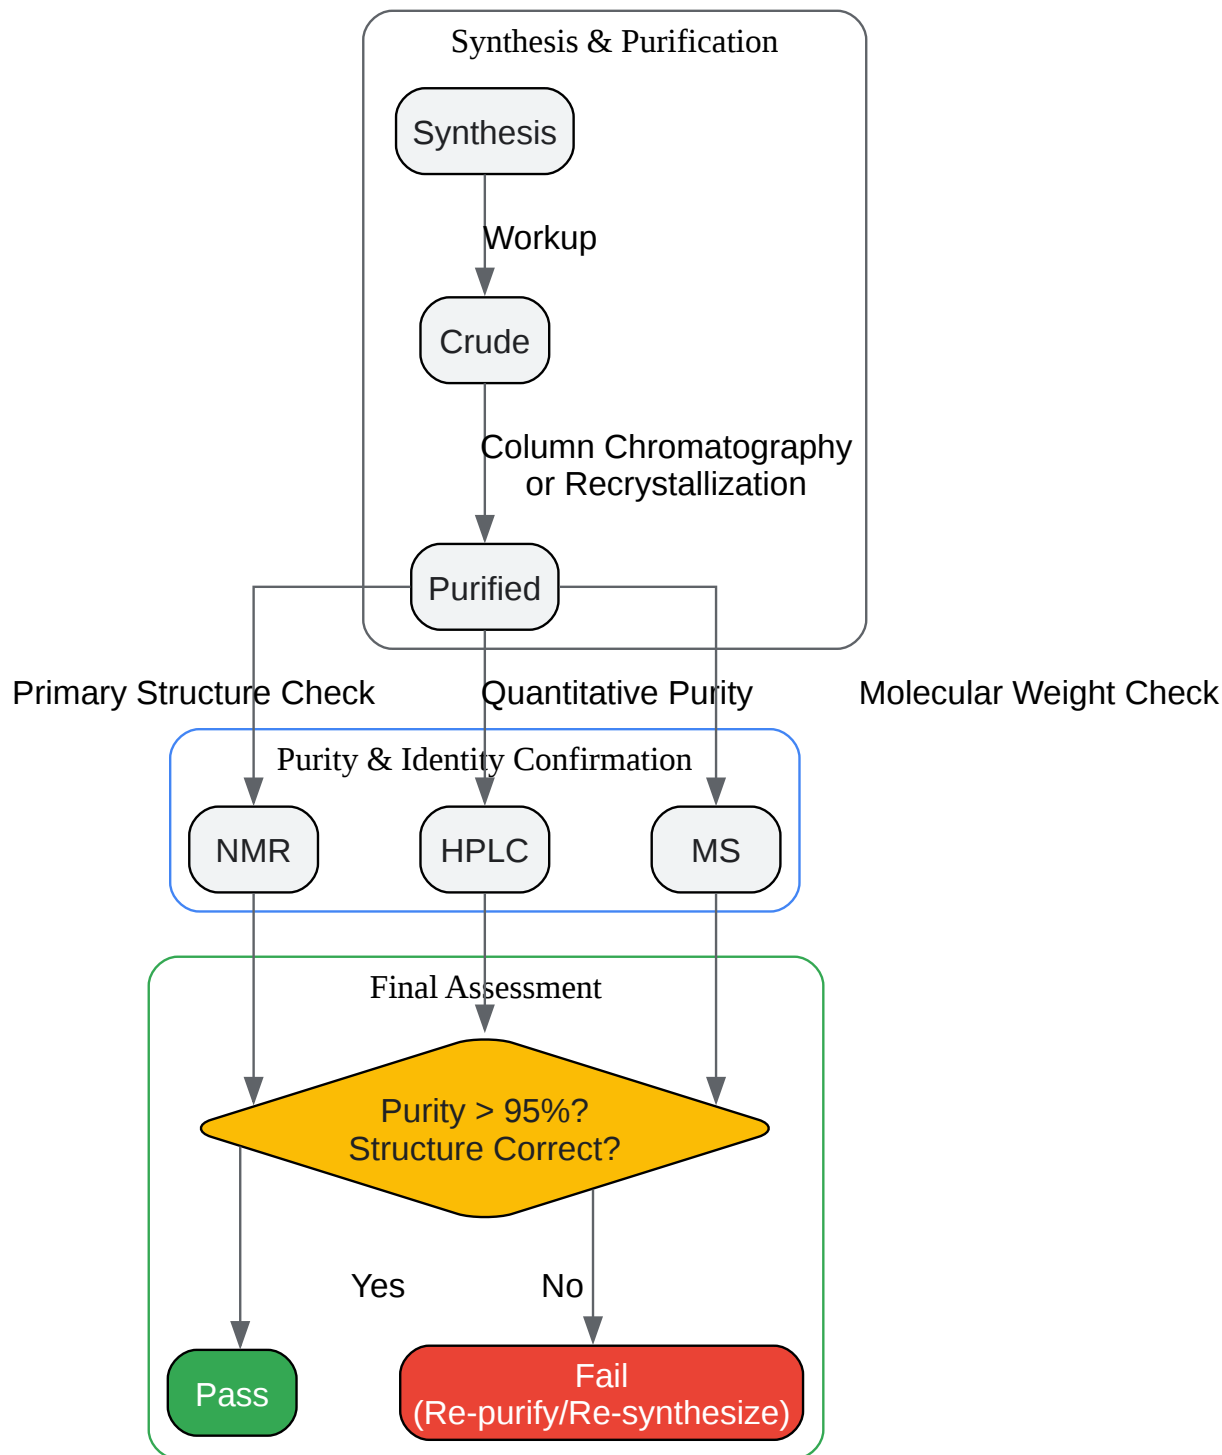 Synthesis & Purification
Synthesis
Workup
Crude
Column Chromatography
or Recrystallization
Purified
Primary Structure Check
Quantitative Purity
Molecular Weight Check
Purity & Identity Confirmation
NMR
HPLC
MS
Final Assessment
Purity > 95%?
Structure Correct?
Yes
No
Pass
Fail
(Re-purify/Re-synthesize)